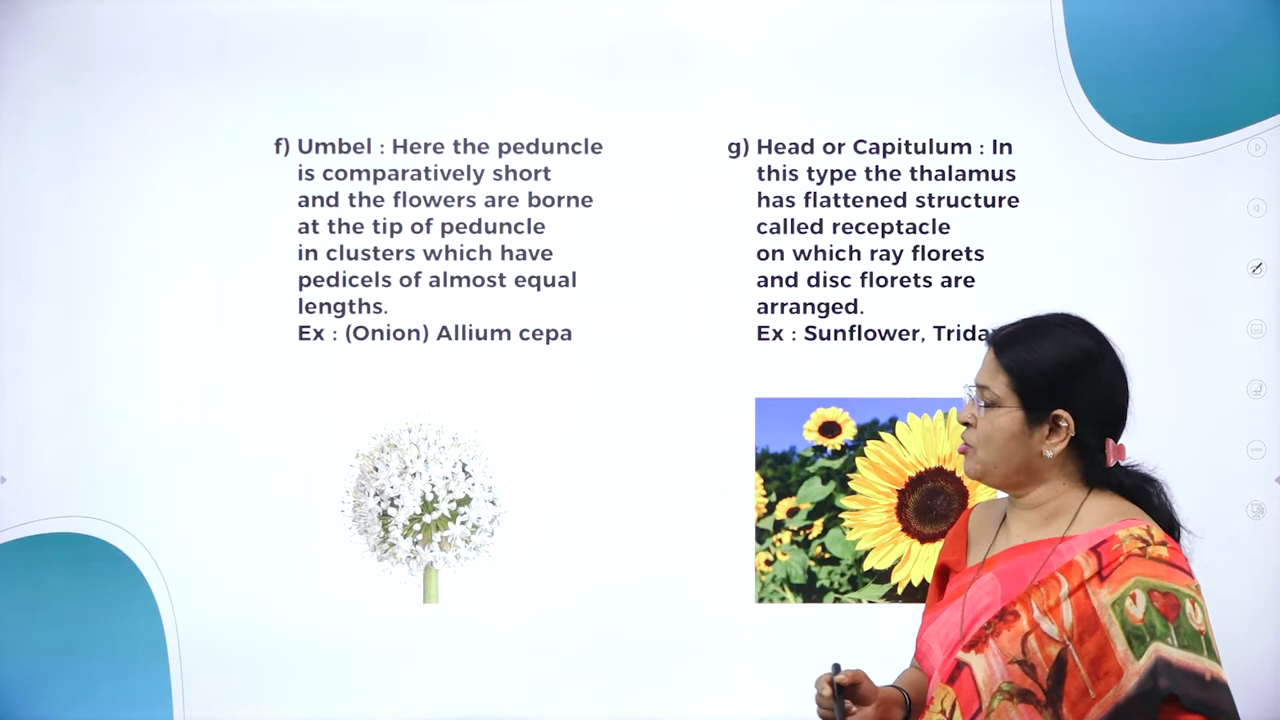 f) Umbel : Here the peduncle
is comparatively short
and the flowers are borne
at the tip of peduncle
in clusters which have
pedicels of almost equal
lengths.
Ex : (Onion) Allium cepa
g) Head or Capitulum : In
this type the thalamus
has flattened structure
called receptacle
on which ray florets
and disc florets are
arranged.
Ex : Sunflower,